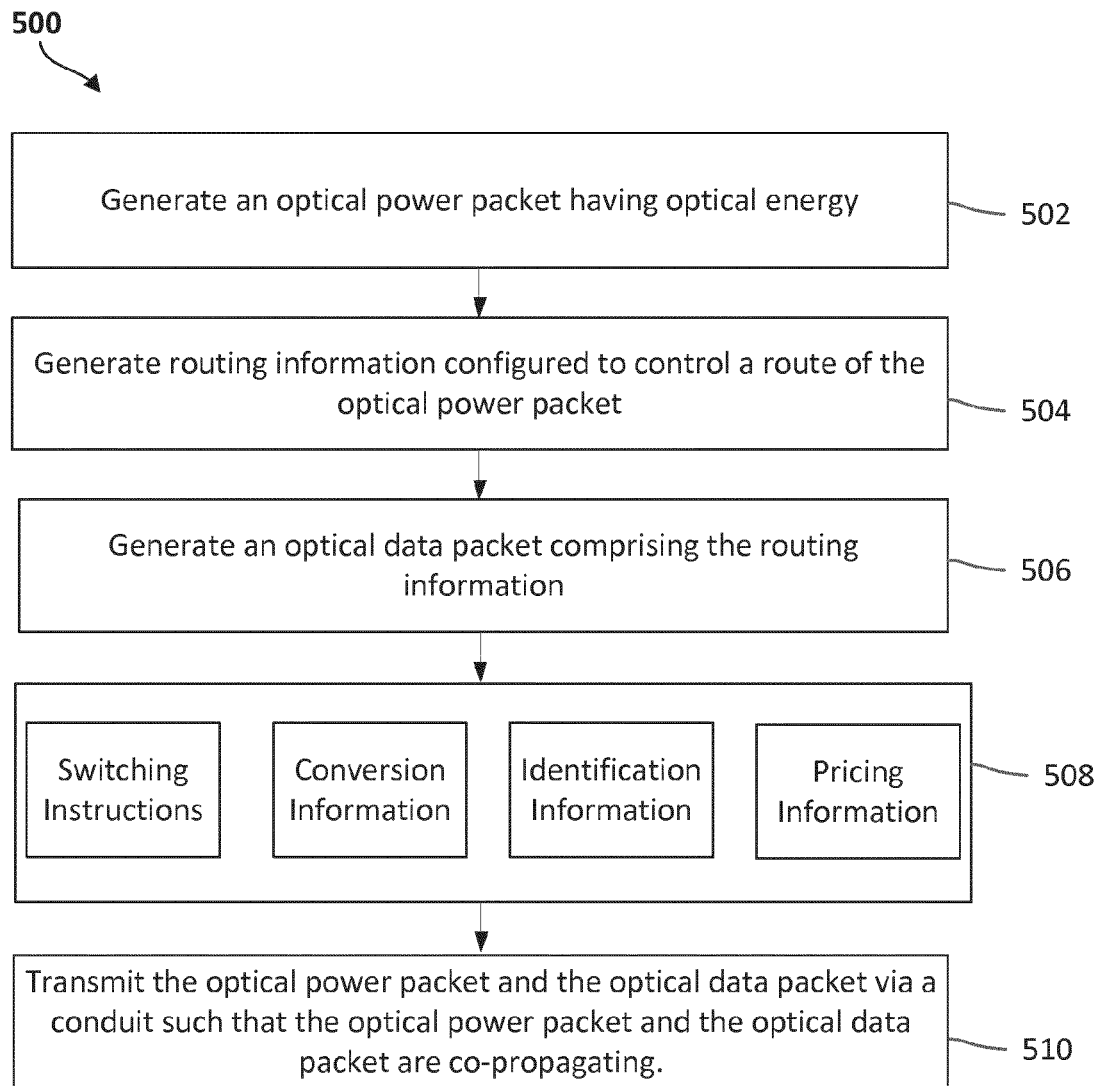 500
Generate an optical power packet having optical energy
502
Generate routing information configured to control a route of the
optical power packet
504
Generate an optical data packet comprising the routing
information
506
Switching
Instructions
Conversion
Information
Identification
Information
Pricing
Information
508
Transmit the optical power packet and the optical data packet via a
conduit such that the optical power packet and the optical data
packet are co-propagating.
510